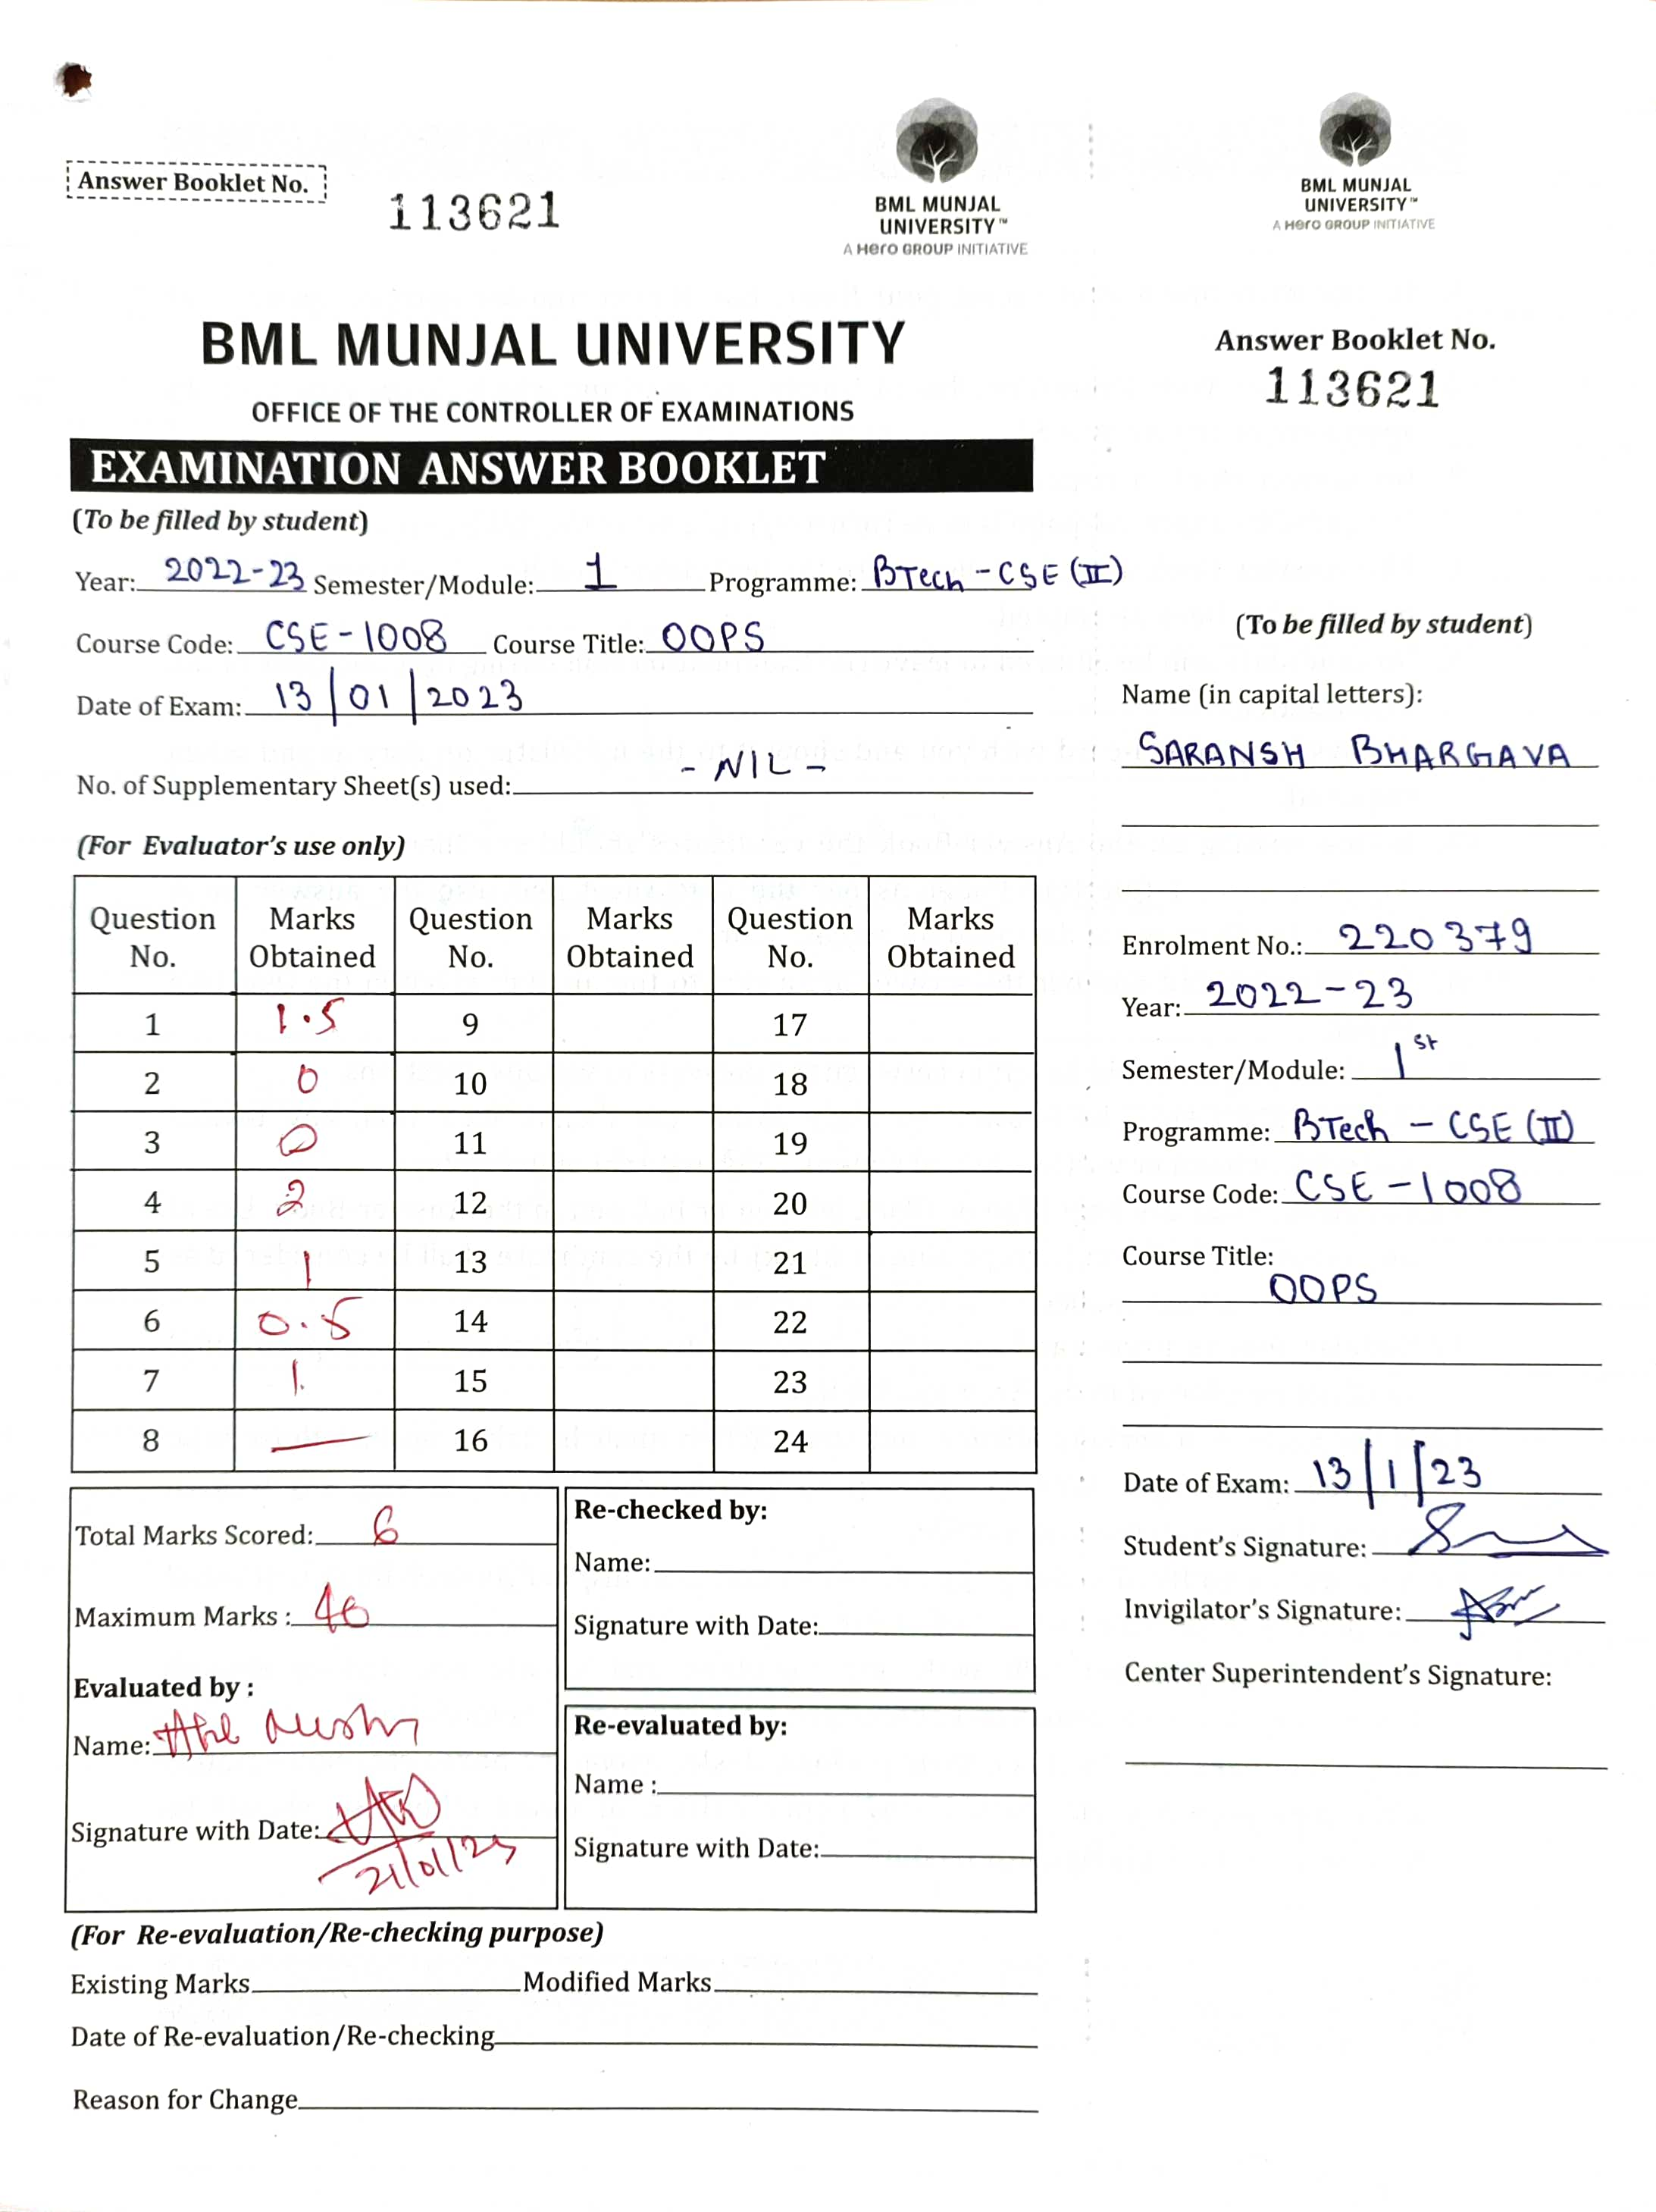 Answer Booklet No.
113621
BML MUNJAL
UNIVERSITY™
A Hero GROUP INITIATIVE
BML MUNJAL UNIVERSITY
OFFICE OF THE CONTROLLER OF EXAMINATIONS
EXAMINATION ANSWER BOOKLET
(To be filled by student)
Year: 2022-23 Semester/Module: 1 Programme: BTech - CSE (II)
Course Code: CSE-1008 Course Title: OOPS
Date of Exam: 13/01/2023
No. of Supplementary Sheet(s) used: - NIL -
(For Evaluator's use only)
Question No. Marks Obtained Question No. Marks Obtained Question No. Marks Obtained
1 1.5 9 17
2 0 10 18
3 0 11 19
4 2 12 20
5 1 13 21
6 0.5 14 22
7 1. 15 23
8 — 16 24
Total Marks Scored: 6
Maximum Marks : 40
Evaluated by :
Name:
Signature with Date: 21/01/23
Re-checked by:
Name:
Signature with Date:
Re-evaluated by:
Name :
Signature with Date:
(For Re-evaluation/Re-checking purpose)
Existing Marks Modified Marks
Date of Re-evaluation/Re-checking
Reason for Change
BML MUNJAL
UNIVERSITY™
A Hero GROUP INITIATIVE
Answer Booklet No.
113621
(To be filled by student)
Name (in capital letters):
SARANSH BHARGAVA
Enrolment No.: 220379
Year: 2022-23
Semester/Module: 1st
Programme: BTech - CSE (II)
Course Code: CSE-1008
Course Title:
OOPS
Date of Exam: 13/1/23
Student's Signature:
Invigilator's Signature:
Center Superintendent's Signature: